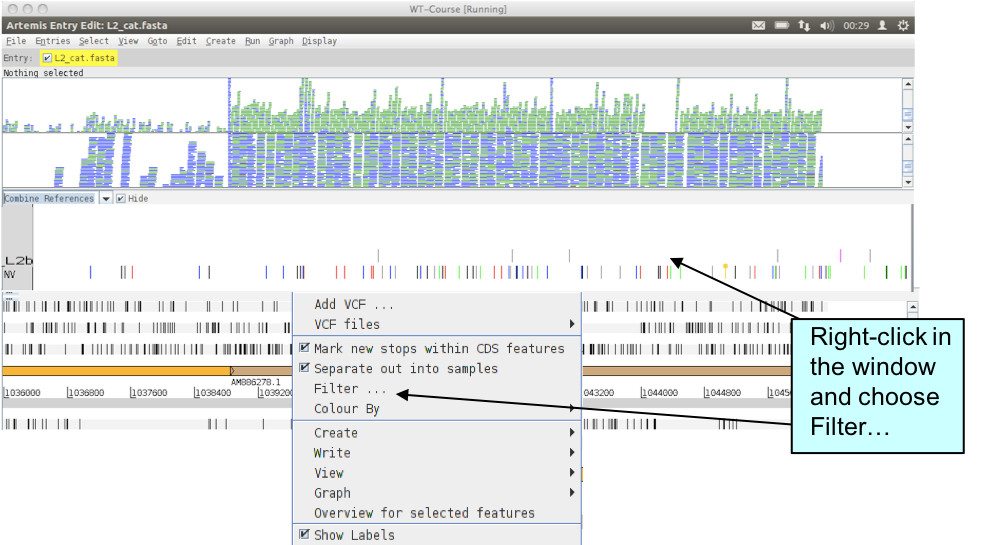 WT-Course [Running]
Artemis Entry Edit: L2_cat.fasta
00:29
File Entries Select View Goto Edit Create Run Graph Display
Entry: L2_cat.fasta
Nothing selected
Combine References Hide
L2b
NV
Add VCF ...
VCF files
Mark new stops within CDS features
Separate out into samples
Filter ...
Colour By
Create
Write
View
Graph
Overview for selected features
Show Labels
AM886278.1
1036000 1036800 1037600 1038400 1039200 043200 1044000 1044800 10456
Right-click in
the window
and choose
Filter…